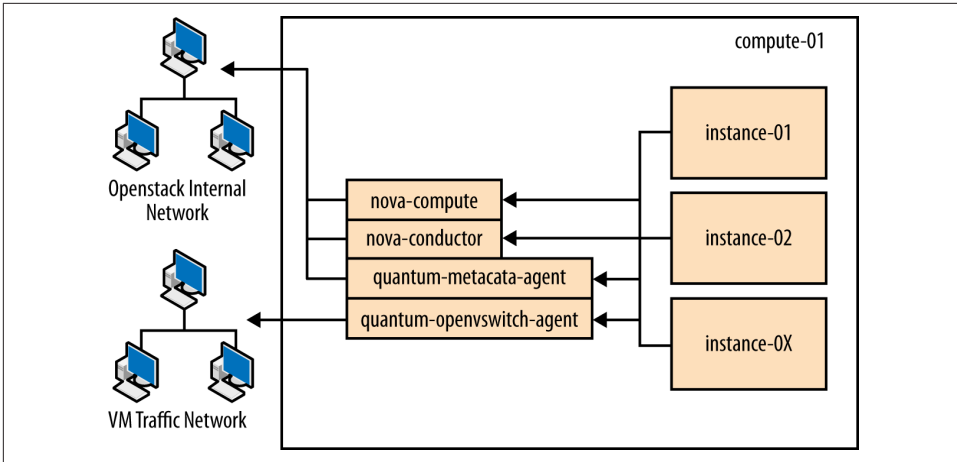 compute-01
instance-01
Openstack Internal
Network
nova-compute
nova-conductor
instance-02
quantum-metacata-agent
quantum-openvswitch-agent
instance-0X
VM Traffic Network